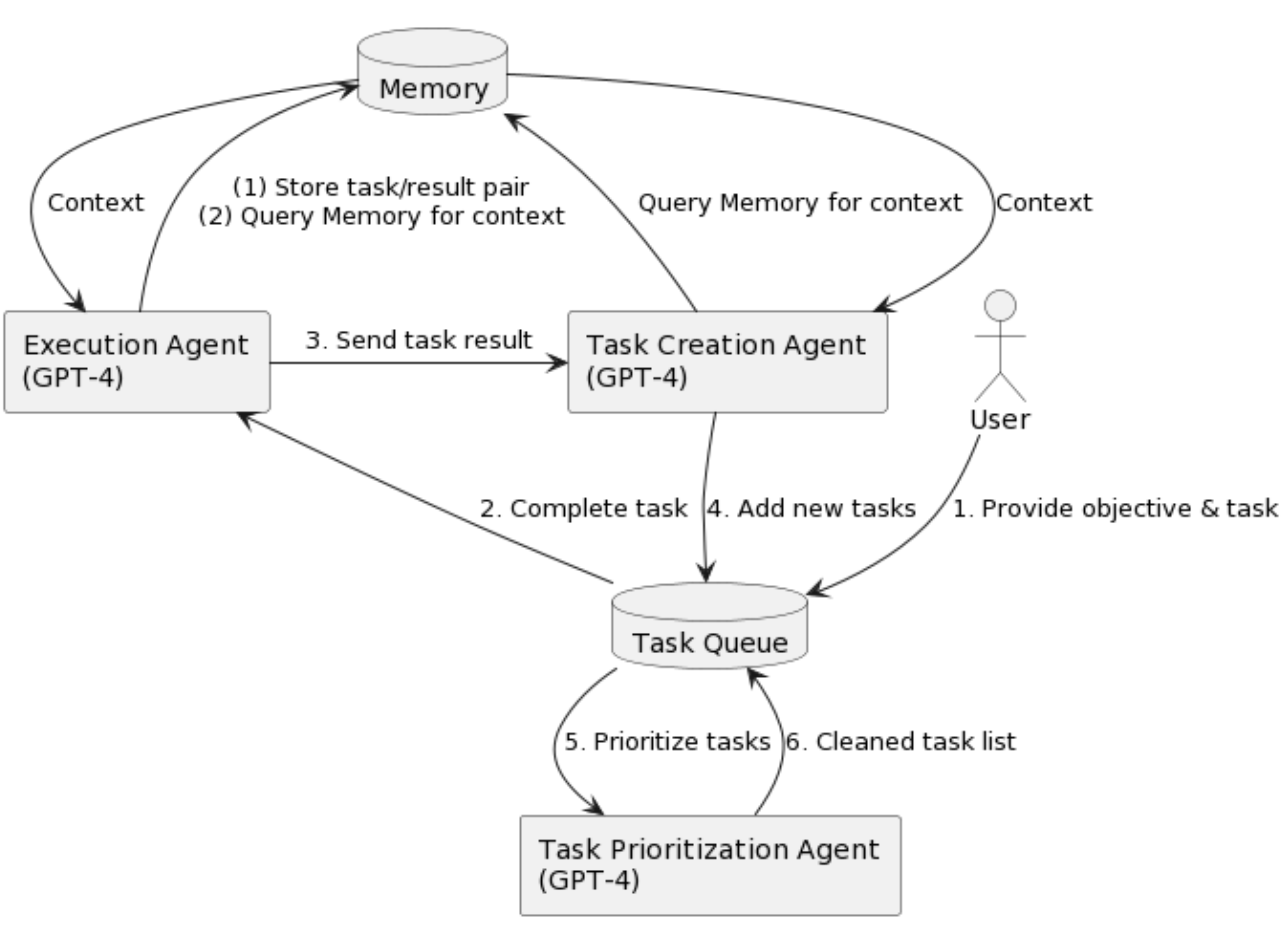 Memory
(1) Store task/result pair
(2) Query Memory for context
Context
Query Memory for context
Context
Execution Agent
(GPT-4)
3. Send task result
Task Creation Agent
(GPT-4)
User
2. Complete task
4. Add new tasks
1. Provide objective & task
Task Queue
5. Prioritize tasks
6. Cleaned task list
Task Prioritization Agent
(GPT-4)